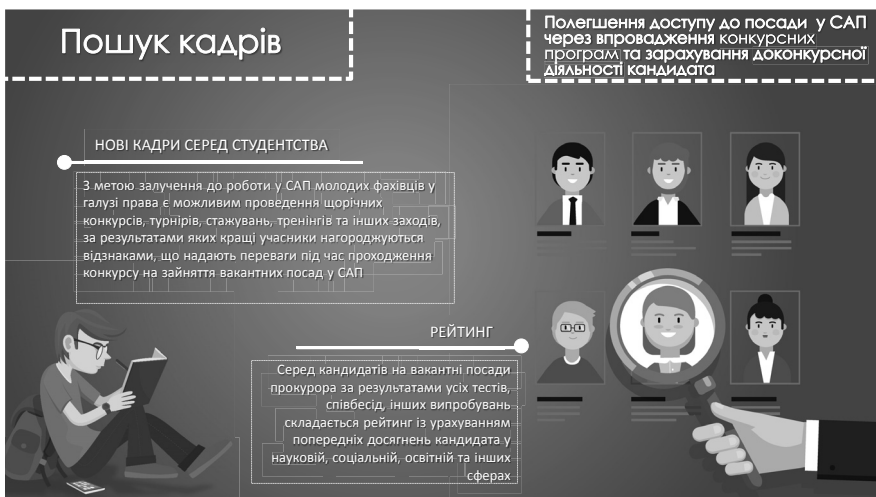 Пошук кадрів
Полегшення доступу до посади у САП
через впровадження конкурсних
програм та зарахування доконкурсної
діяльності кандидата
НОВІ КАДРИ СЕРЕД СТУДЕНТСТВА
З метою залучення до роботи у САП молодих фахівців у
галузі права є можливим проведення щорічних
конкурсів, турнірів, стажувань, тренінгів та інших заходів,
за результатами яких кращі учасники нагороджуються
відзнаками, що надають переваги під час проходження
конкурсу на зайняття вакантних посад у САП
РЕЙТИНГ
Серед кандидатів на вакантні посади
прокурора за результатами усіх тестів,
співбесід, інших випробувань
складається рейтинг із урахуванням
попередніх досягнень кандидата у
науковій, соціальній, освітній та інших
сферах